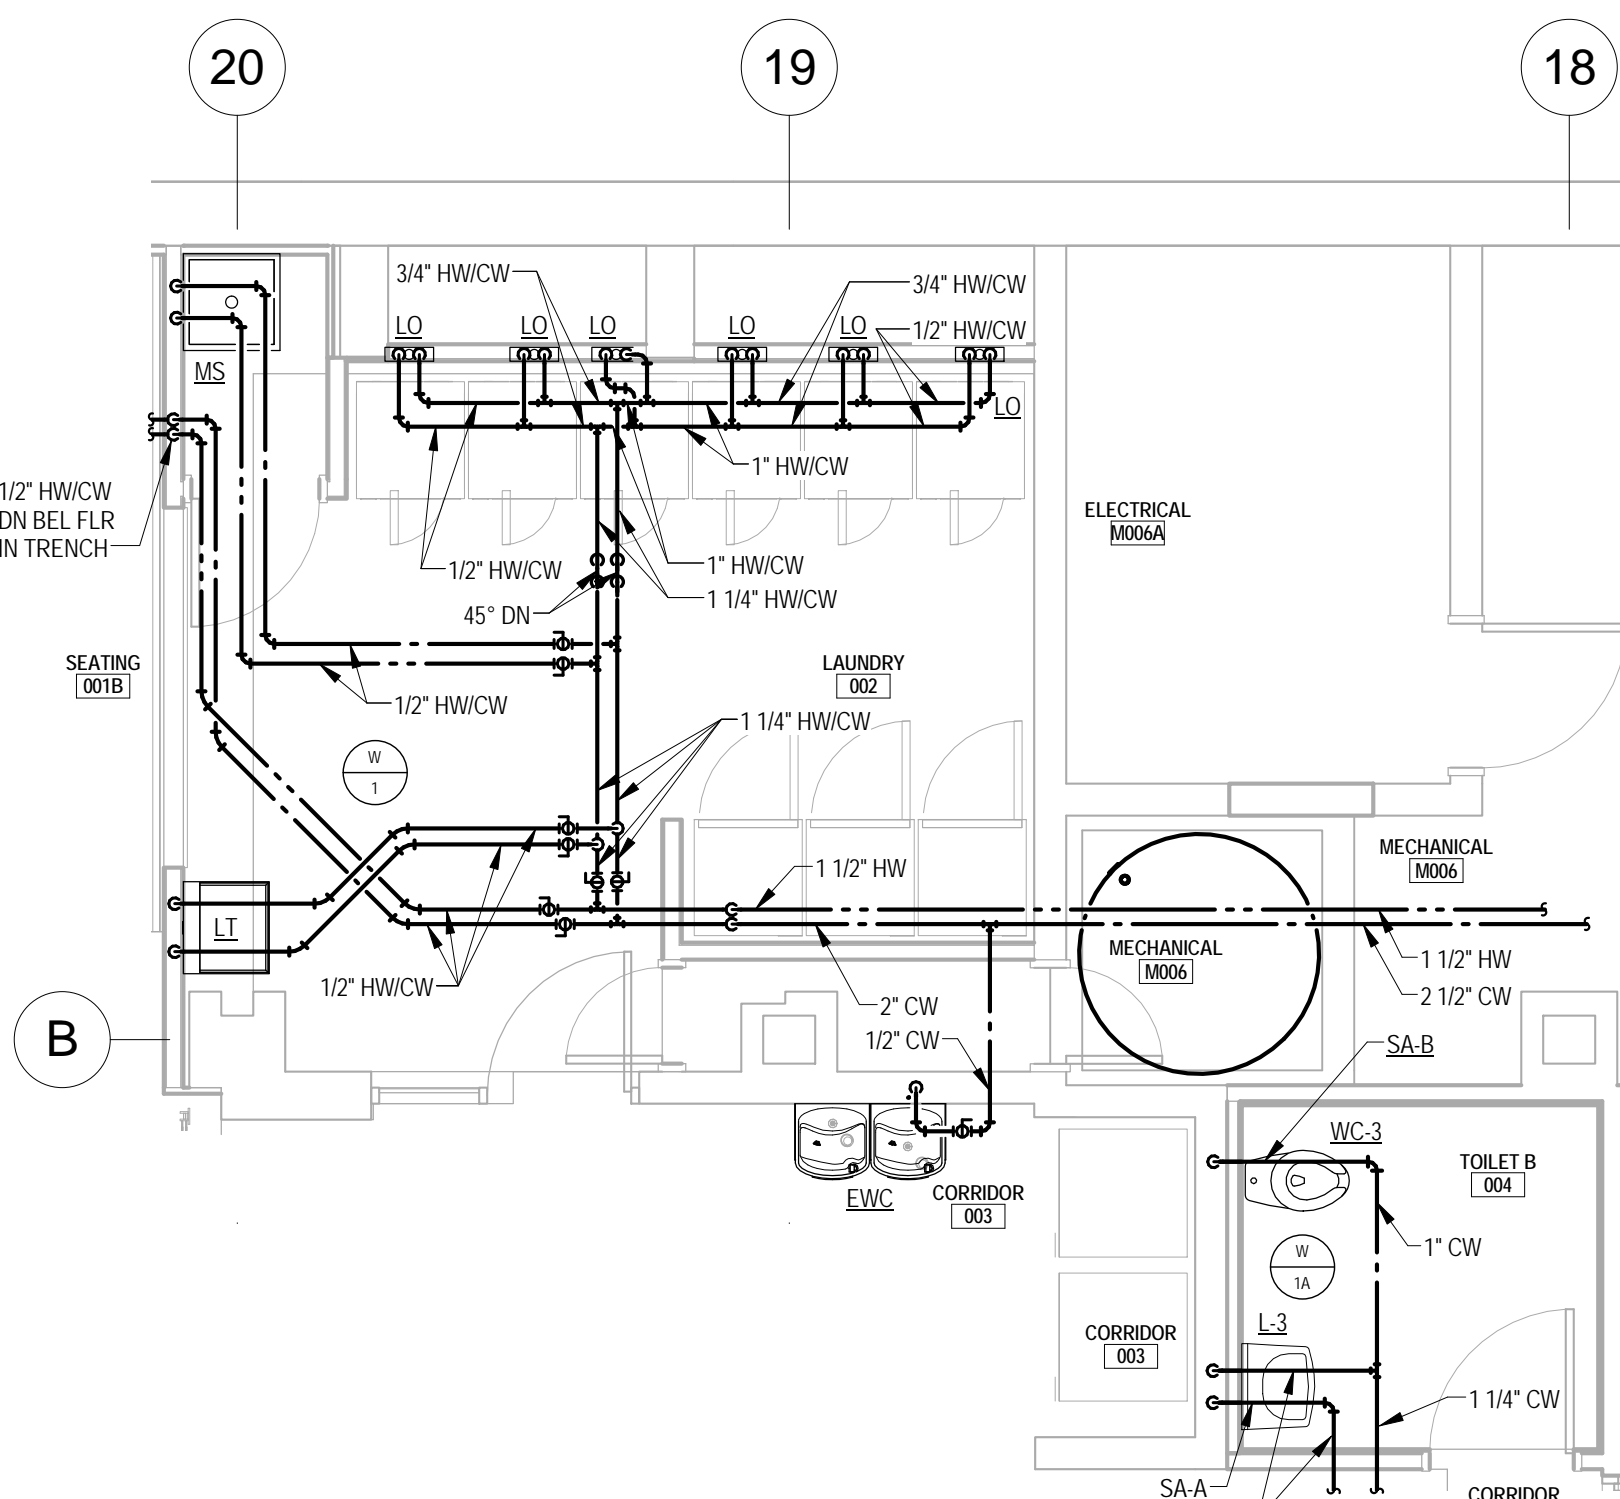 20
19
18
3/4" HW/CW
3/4" HW/CW
LO
LO
LO
LO
LO
1/2" HW/CW
MS
LO
1" HW/CW
1/2" HW/CW
DN BEL FLR
IN TRENCH
ELECTRICAL
M006A
1/2" HW/CW
1" HW/CW
1 1/4" HW/CW
45° DN
SEATING
001B
LAUNDRY
002
1/2" HW/CW
1 1/4" HW/CW
W
1
MECHANICAL
M006
1 1/2" HW
LT
MECHANICAL
M006
1 1/2" HW
1/2" HW/CW
2 1/2" CW
2" CW
B
1/2" CW
SA-B
WC-3
TOILET B
004
EWC
CORRIDOR
003
1" CW
W
1A
L-3
CORRIDOR
003
1 1/4" CW
SA-A
CORRIDOR